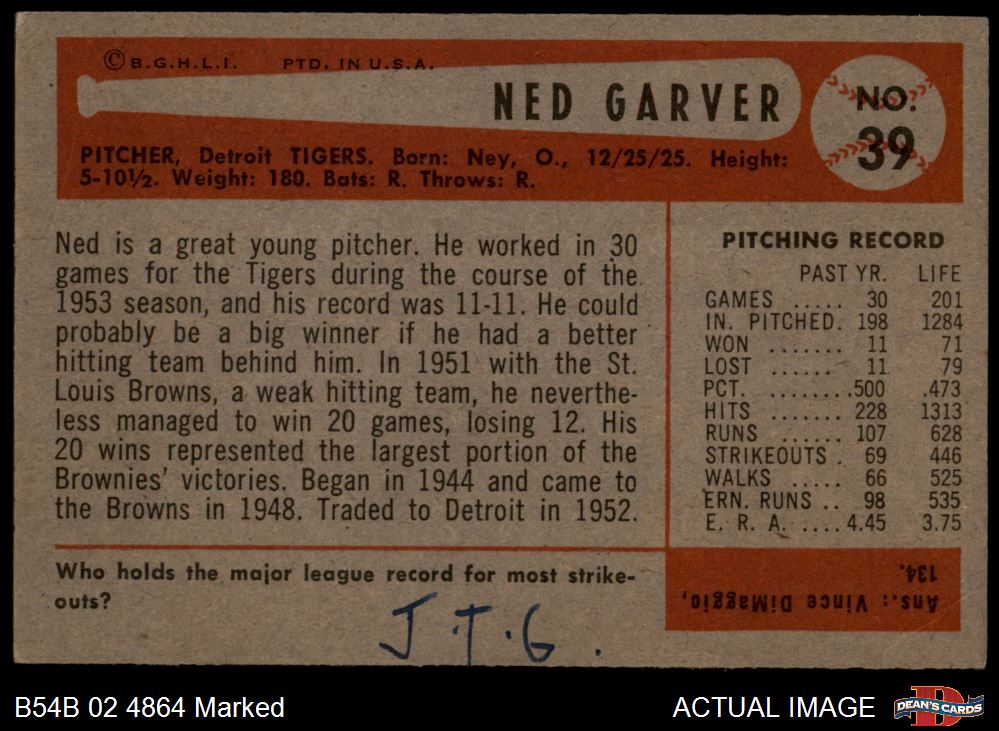 © B.G.H.L.I. PTD. IN U.S.A.
NED GARVER
NO.
39
PITCHER, Detroit TIGERS. Born: Ney, O., 12/25/25. Height:
5-10½. Weight: 180. Bats: R. Throws: R.
Ned is a great young pitcher. He worked in 30
games for the Tigers during the course of the
1953 season, and his record was 11-11. He could
probably be a big winner if he had a better
hitting team behind him. In 1951 with the St.
Louis Browns, a weak hitting team, he neverthe-
less managed to win 20 games, losing 12. His
20 wins represented the largest portion of the
Brownies' victories. Began in 1944 and came to
the Browns in 1948. Traded to Detroit in 1952.
PITCHING RECORD
PAST YR. LIFE
GAMES ..... 30 201
IN. PITCHED. 198 1284
WON ....... 11 71
LOST ...... 11 79
PCT. ........500 .473
HITS ....... 228 1313
RUNS ...... 107 628
STRIKEOUTS . 69 446
WALKS ..... 66 525
ERN. RUNS .. 98 535
E. R. A. .... 4.45 3.75
Who holds the major league record for most strike-
outs?
Ans.: Vince DiMaggio,
134.
J.T.G.
B54B 02 4864 Marked
ACTUAL IMAGE
DEAN'S CARDS